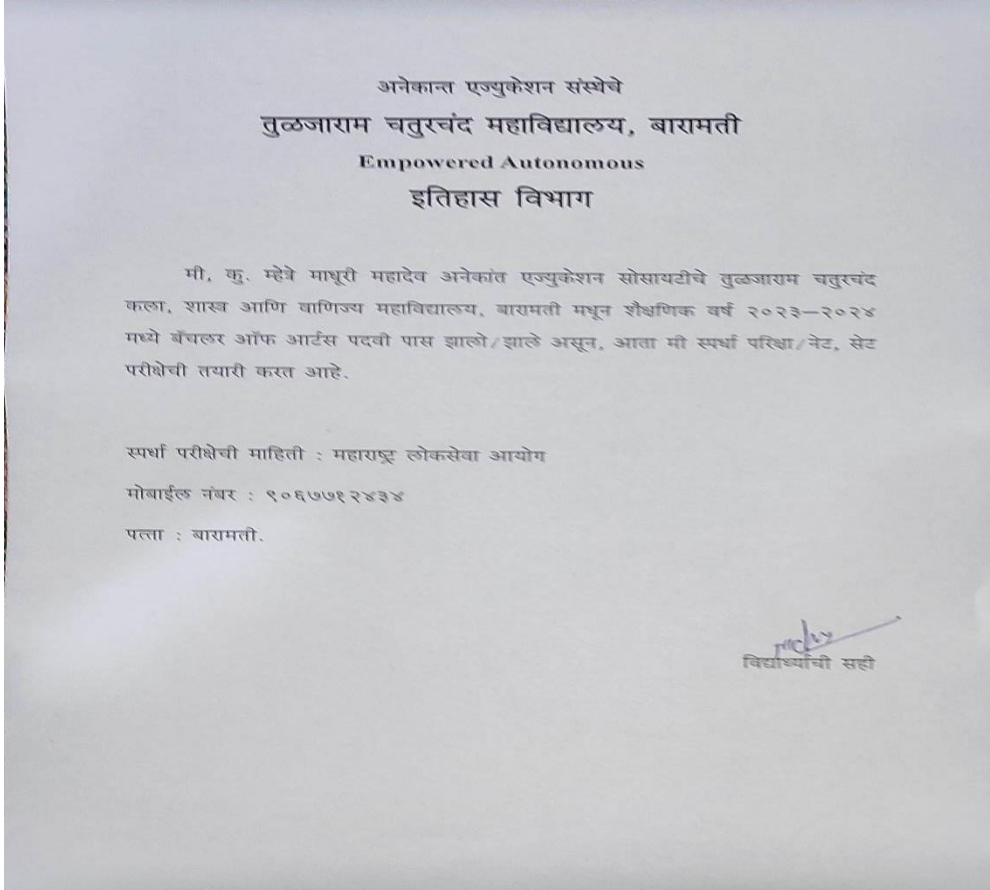 अनेकान्त एज्युकेशन संस्थेचे
तुळजाराम चतुरचंद महाविद्यालय, बारामती
Empowered Autonomous
इतिहास विभाग
मी, कु. म्हेत्रे माधूरी महादेव अनेकांत एज्युकेशन सोसायटीचे तुळजाराम चतुरचंद
कला, शास्त्र आणि वाणिज्य महाविद्यालय, बारामती मधून शैक्षणिक वर्ष २०२३–२०२४
मध्ये बॅचलर ऑफ आर्टस पदवी पास झालो/झाले असून, आता मी स्पर्धा परिक्षा/नेट, सेट
परीक्षेची तयारी करत आहे.
स्पर्धा परीक्षेची माहिती : महाराष्ट्र लोकसेवा आयोग
मोबाईल नंबर : ९०६७७१२४३४
पत्ता : बारामती.
विद्यार्थ्याची सही